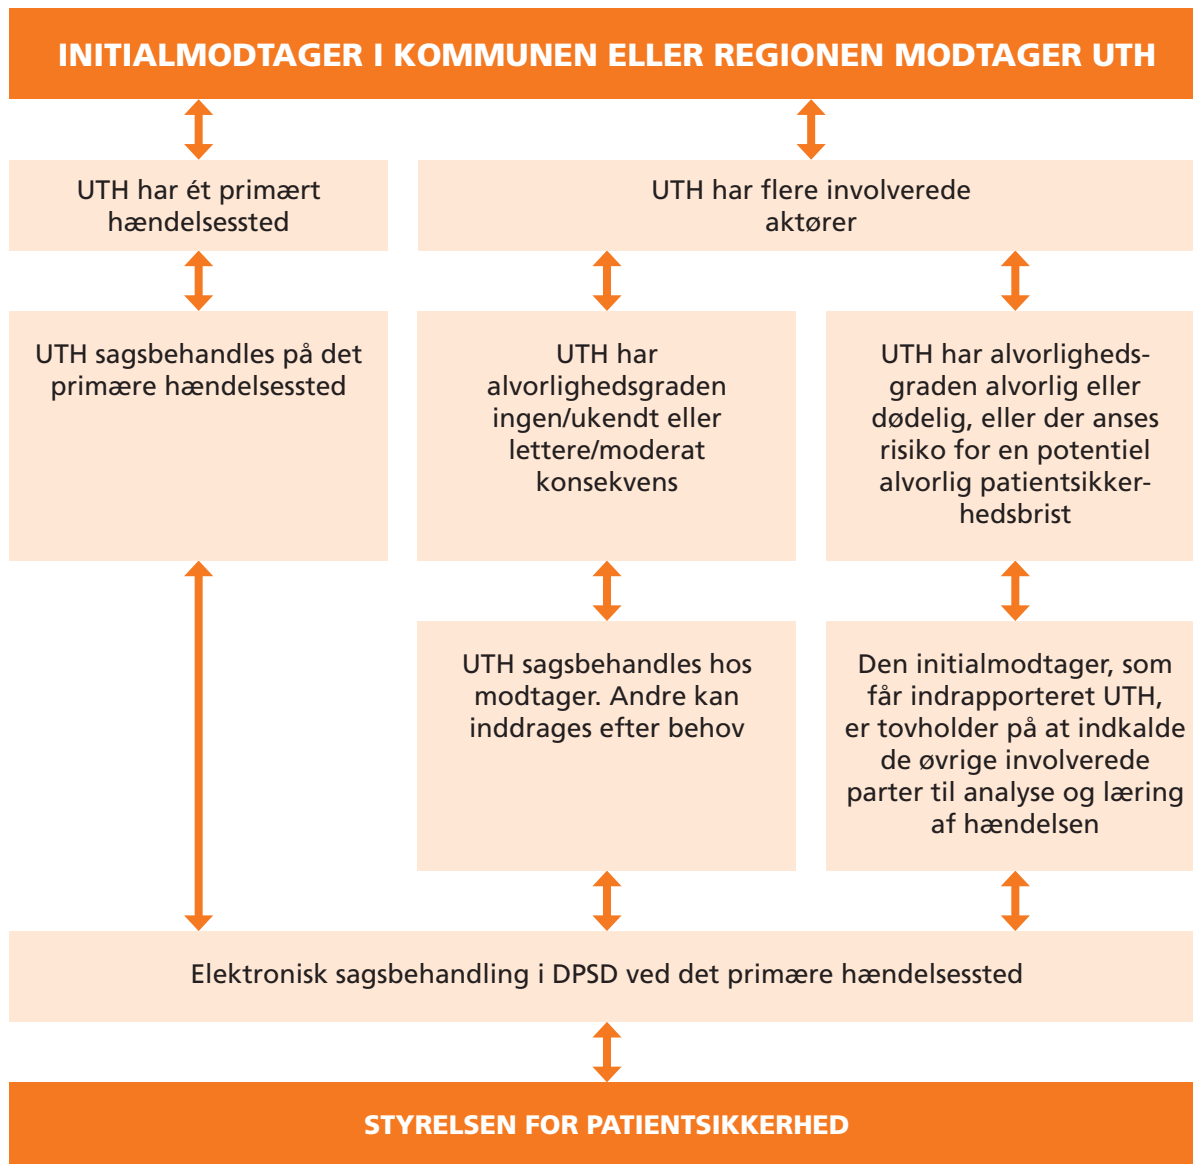 INITIALMODTAGER I KOMMUNEN ELLER REGIONEN MODTAGER UTH
UTH har ét primært
hændelsessted
UTH har flere involverede
aktører
UTH sagsbehandles på det
primære hændelsessted
UTH har
alvorlighedsgraden
ingen/ukendt eller
lettere/moderat
konsekvens
UTH har alvorligheds-
graden alvorlig eller
dødelig, eller der anses
risiko for en potentiel
alvorlig patientsikker-
hedsbrist
UTH sagsbehandles hos
modtager. Andre kan
inddrages efter behov
Den initialmodtager, som
får indrapporteret UTH,
er tovholder på at indkalde
de øvrige involverede
parter til analyse og læring
af hændelsen
Elektronisk sagsbehandling i DPSD ved det primære hændelsessted
STYRELSEN FOR PATIENTSIKKERHED